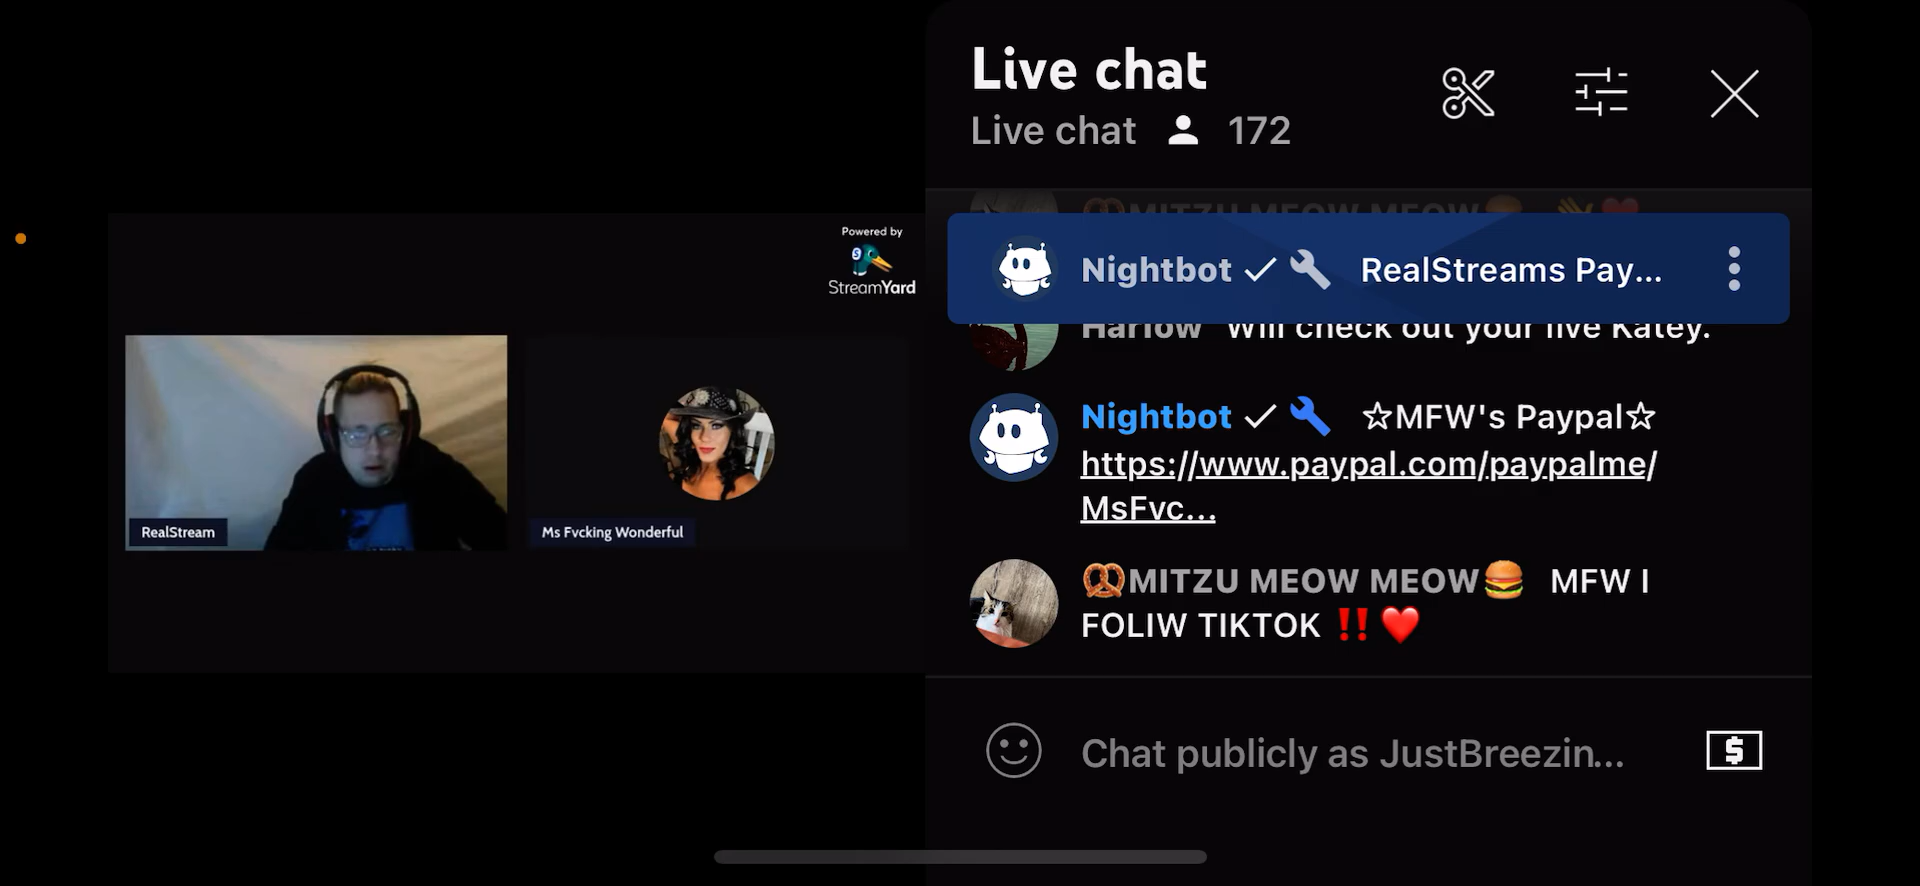 Powered by
StreamYard
RealStream
Ms Fvcking Wonderful
Live chat
Live chat 172
🥨MITZU MEOW MEOW🍔 👋❤️
Nightbot ✓ RealStreams Pay...
Harlow Will check out your live Katey.
Nightbot ✓ ☆MFW's Paypal☆
https://www.paypal.com/paypalme/
MsFvc...
🥨MITZU MEOW MEOW🍔 MFW I
FOLIW TIKTOK ‼️❤️
Chat publicly as JustBreezin...